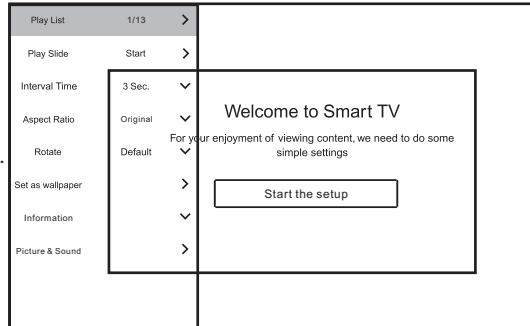 Play List 1/13
Play Slide Start
Interval Time 3 Sec.
Aspect Ratio Original
Rotate Default
Set as wallpaper
Information
Picture & Sound
Welcome to Smart TV
For your enjoyment of viewing content, we need to do some
simple settings
Start the setup